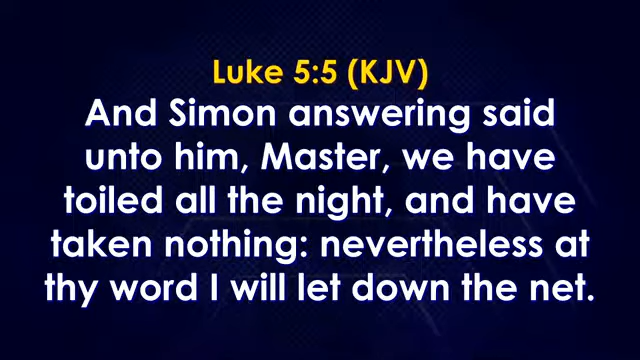 Luke 5:5 (KJV)
And Simon answering said
unto him, Master, we have
toiled all the night, and have
taken nothing: nevertheless at
thy word I will let down the net.